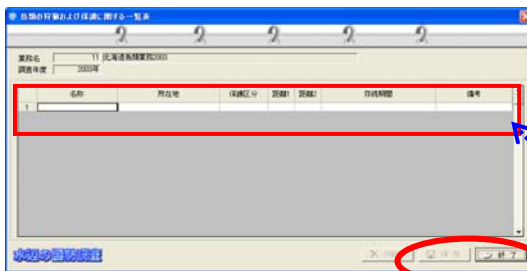 鳥類の狩猟および保護に関する一覧表
業務名 11 北海道鳥類業務2003
調査年度 2003年
名称 所在地 保護区分 距離1 距離2 存続期間 備考
1
水辺の国勢調査
終了